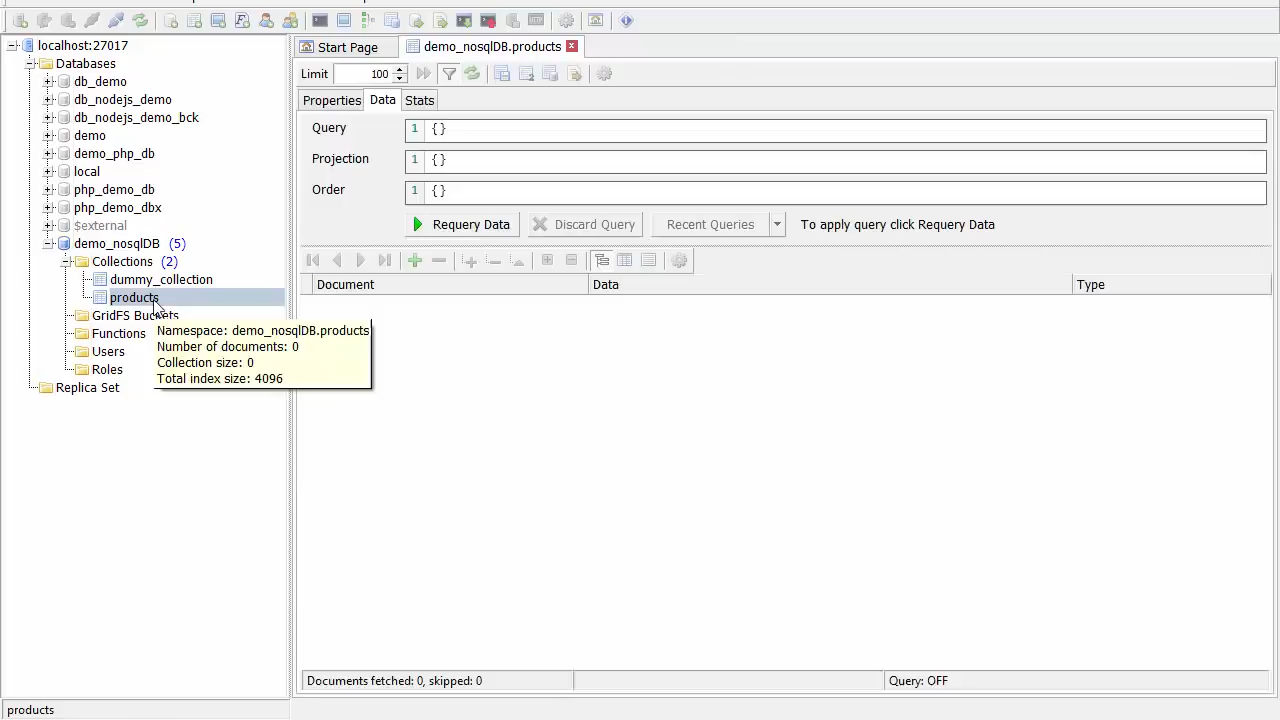 localhost:27017
Databases
db_demo
db_nodejs_demo
db_nodejs_demo_bck
demo
demo_php_db
local
php_demo_db
php_demo_dbx
$external
demo_nosqlDB (5)
Collections (2)
dummy_collection
products
GridFS Buckets
Functions
Users
Roles
Replica Set
Namespace: demo_nosqlDB.products
Number of documents: 0
Collection size: 0
Total index size: 4096
products
Start Page
demo_nosqlDB.products
Limit 100
Properties Data Stats
Query 1 {}
Projection 1 {}
Order 1 {}
Requery Data Discard Query Recent Queries To apply query click Requery Data
Document Data Type
Documents fetched: 0, skipped: 0 Query: OFF